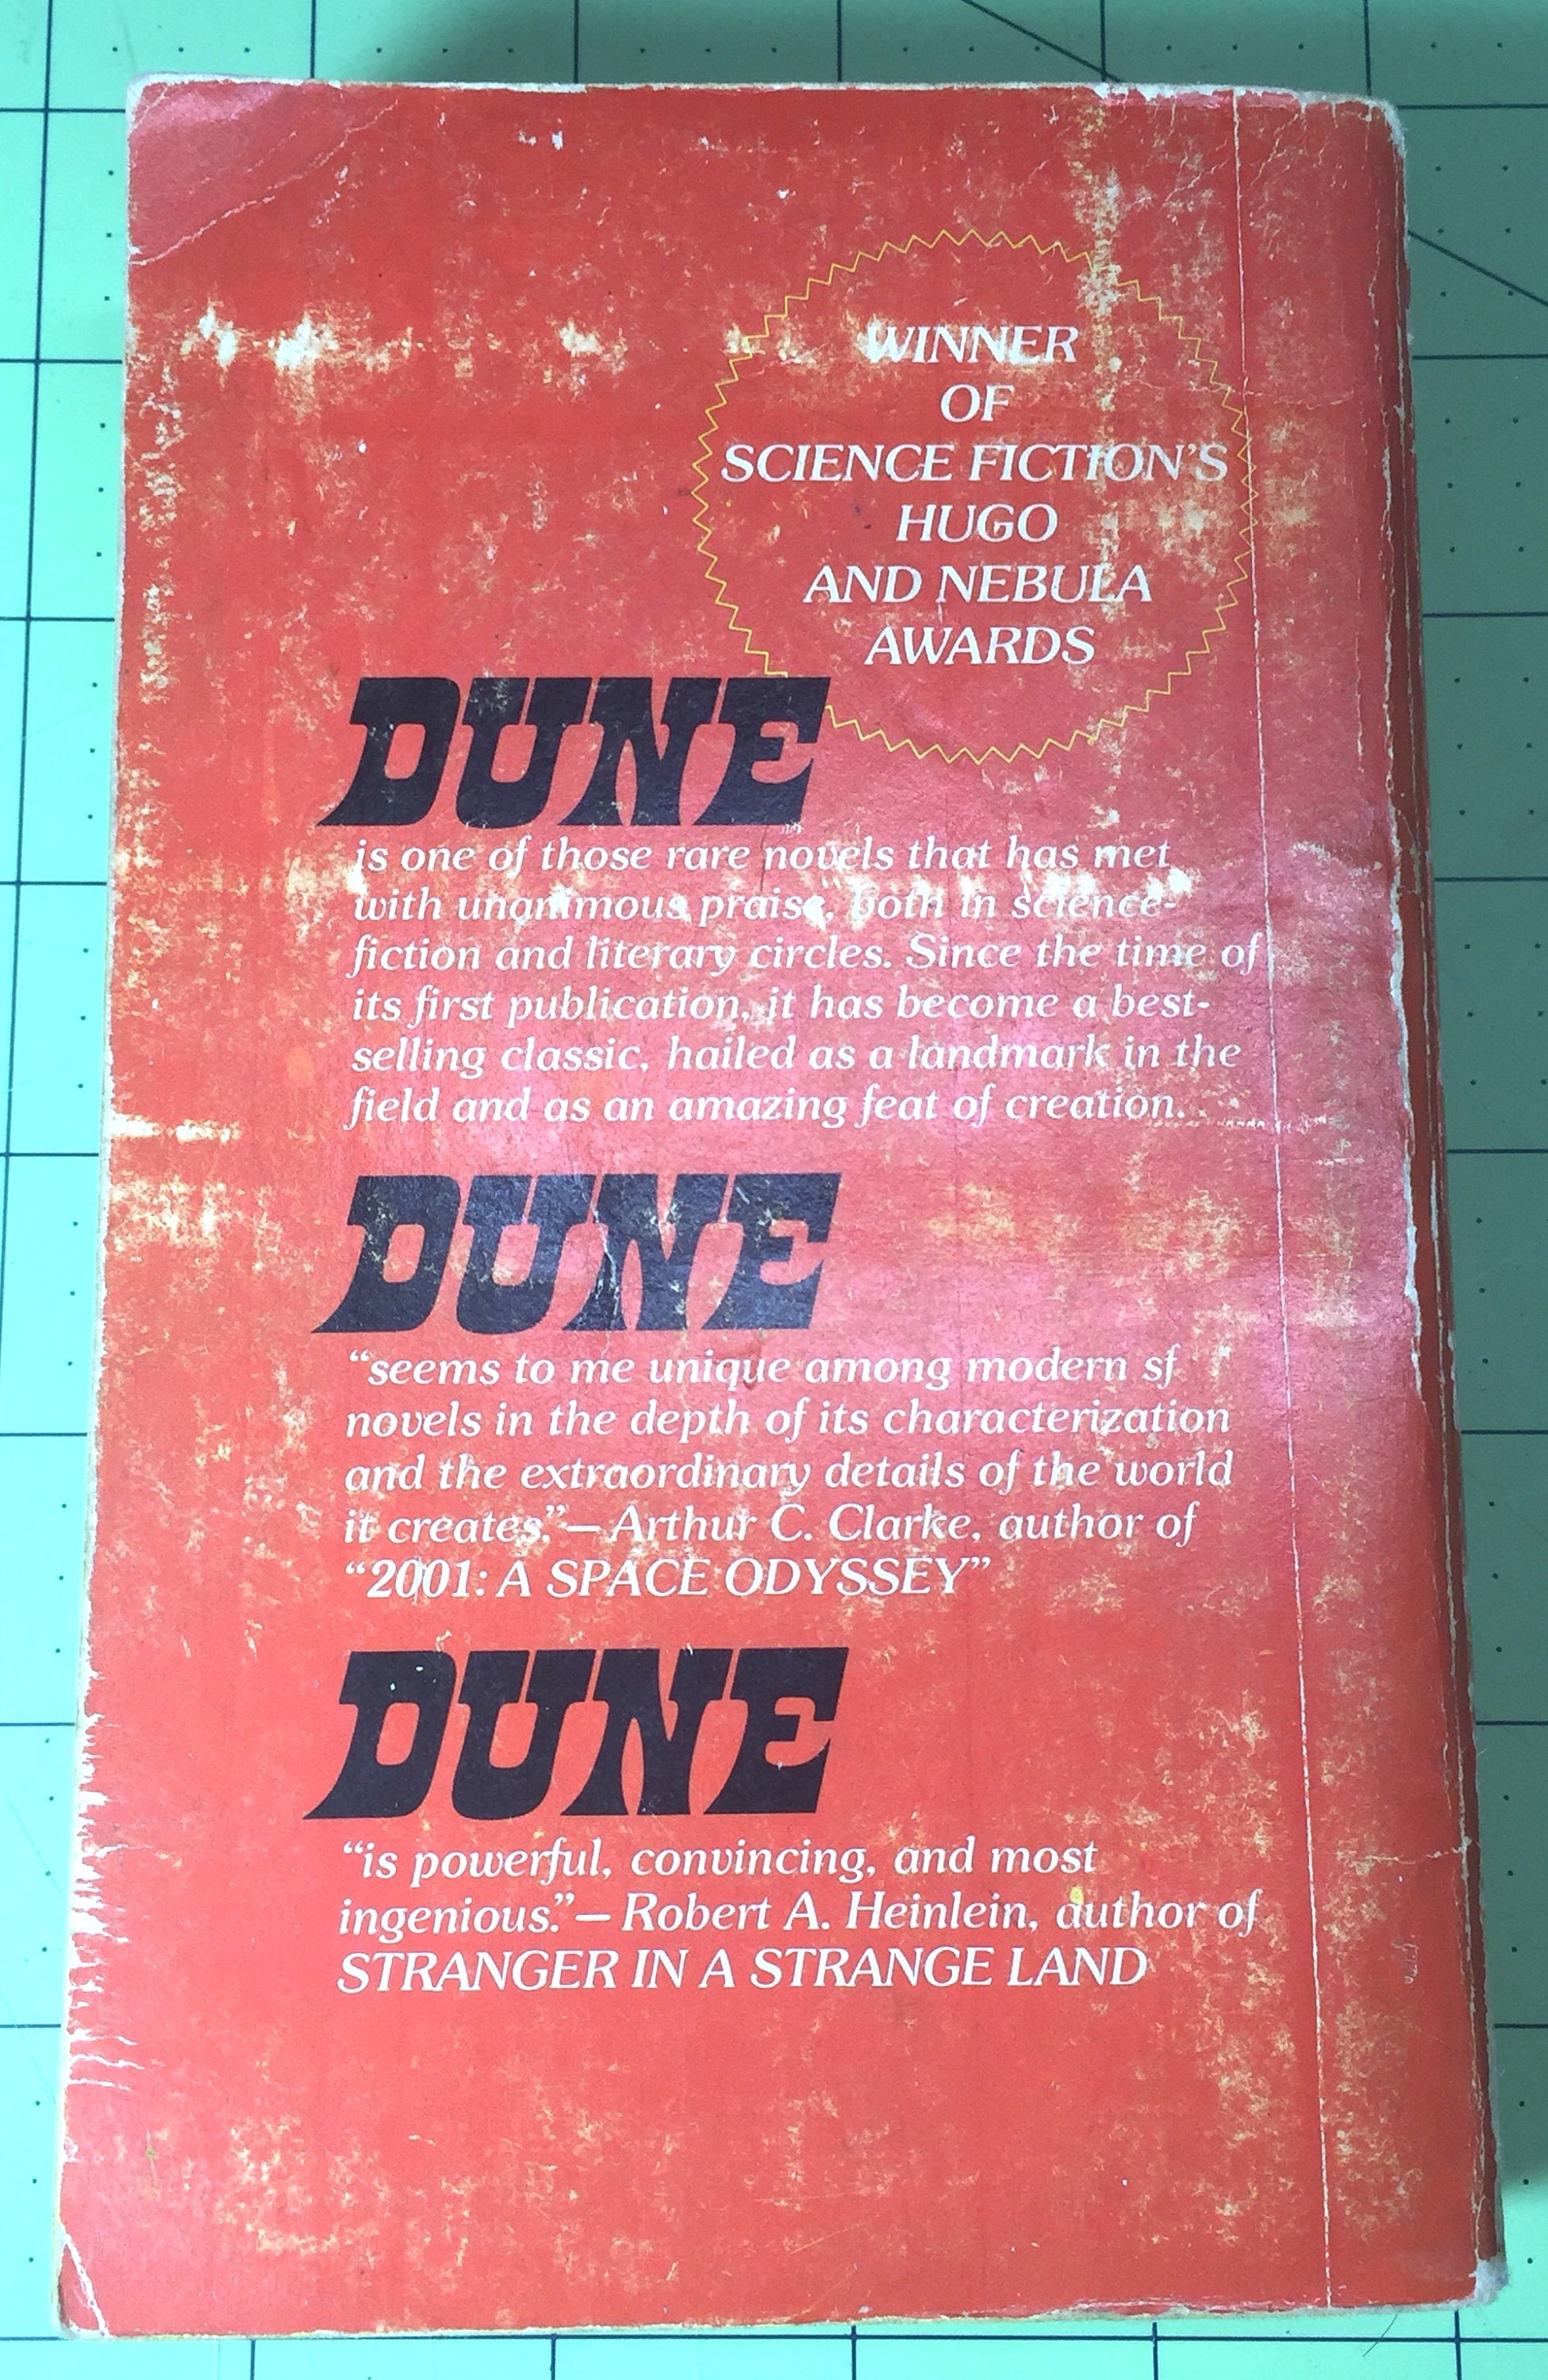 WINNER
OF
SCIENCE FICTION'S
HUGO
AND NEBULA
AWARDS
DUNE
is one of those rare novels that has met
with unanimous praise, both in science-
fiction and literary circles. Since the time of
its first publication, it has become a best-
selling classic, hailed as a landmark in the
field and as an amazing feat of creation.
DUNE
“seems to me unique among modern sf
novels in the depth of its characterization
and the extraordinary details of the world
it creates.”—Arthur C. Clarke, author of
“2001: A SPACE ODYSSEY”
DUNE
“is powerful, convincing, and most
ingenious.”—Robert A. Heinlein, author of
STRANGER IN A STRANGE LAND